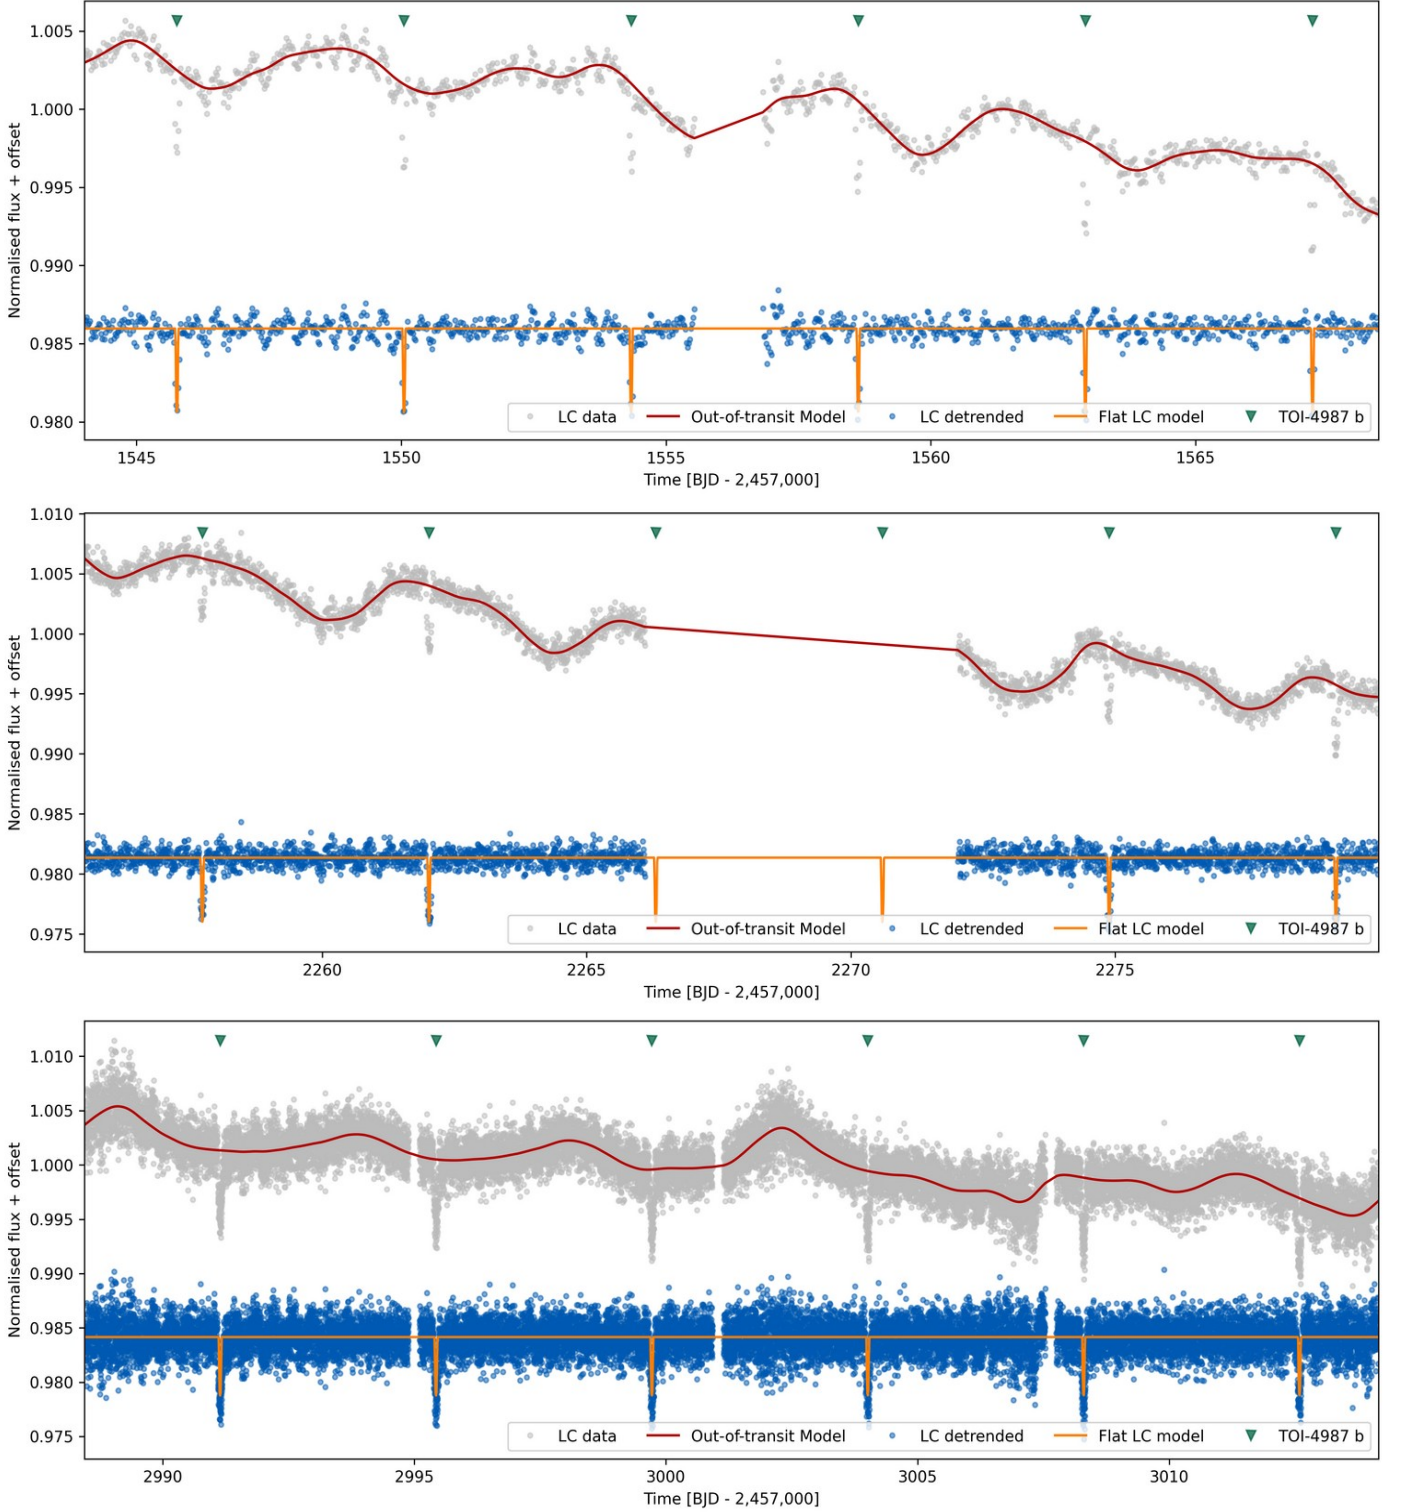 1.005
1.000
0.995
0.990
0.985
0.980
Normalised flux + offset
LC data Out-of-transit Model LC detrended Flat LC model TOI-4987 b
1545 1550 1555 1560 1565
Time [BJD - 2,457,000]
1.010
1.005
1.000
0.995
0.990
0.985
0.980
0.975
Normalised flux + offset
LC data Out-of-transit Model LC detrended Flat LC model TOI-4987 b
2260 2265 2270 2275
Time [BJD - 2,457,000]
1.010
1.005
1.000
0.995
0.990
0.985
0.980
0.975
Normalised flux + offset
LC data Out-of-transit Model LC detrended Flat LC model TOI-4987 b
2990 2995 3000 3005 3010
Time [BJD - 2,457,000]